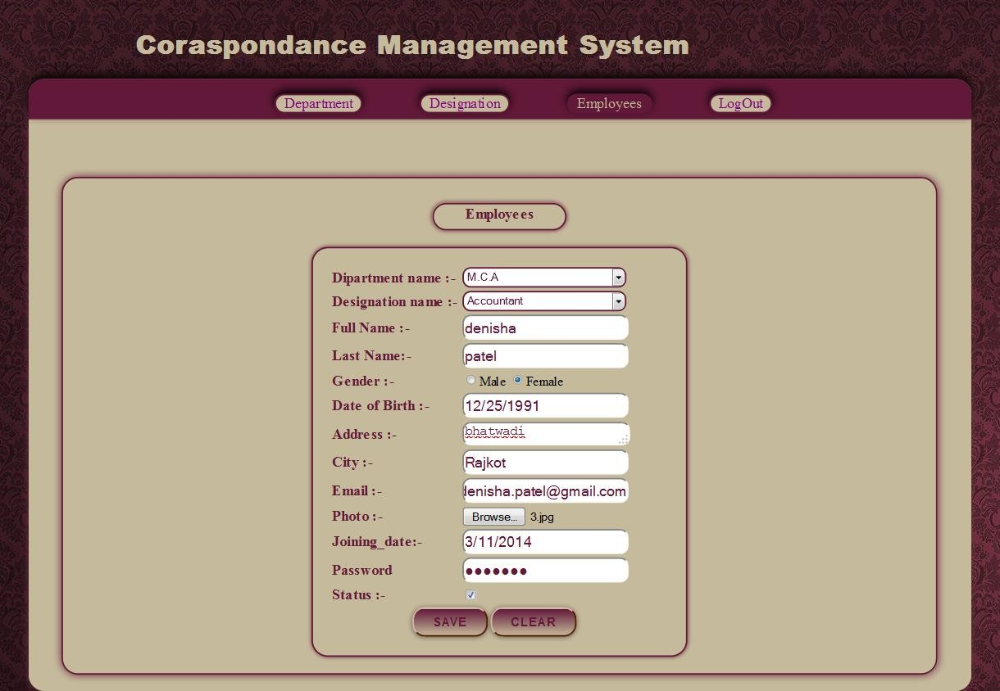 Coraspondance Management System
Department Designation Employees LogOut
Employees
Dipartment name :- M.C.A
Designation name :- Accountant
Full Name :- denisha
Last Name:- patel
Gender :- Male Female
Date of Birth :- 12/25/1991
Address :- bhatwadi
City :- Rajkot
Email :- denisha.patel@gmail.com
Photo :- Browse... 3.jpg
Joining_date:- 3/11/2014
Password ●●●●●●●
Status :-
SAVE CLEAR